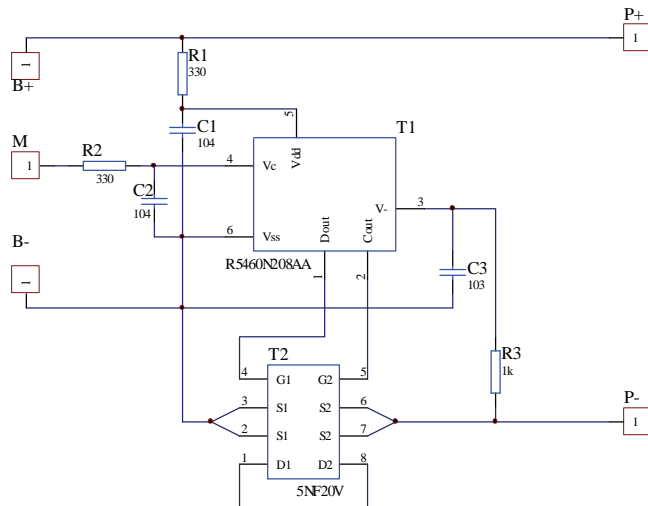 P+
1
R1
330
1
B+
5
C1
104
T1
M
1
R2
330
4
Vc
Vdd
C2
104
V-
3
6
Vss
Dout
Cout
B-
1
R5460N208AA
1
2
C3
103
T2
R3
1k
4
G1
G2
5
3
S1
S2
6
P-
1
2
S1
S2
7
1
D1
D2
8
5NF20V